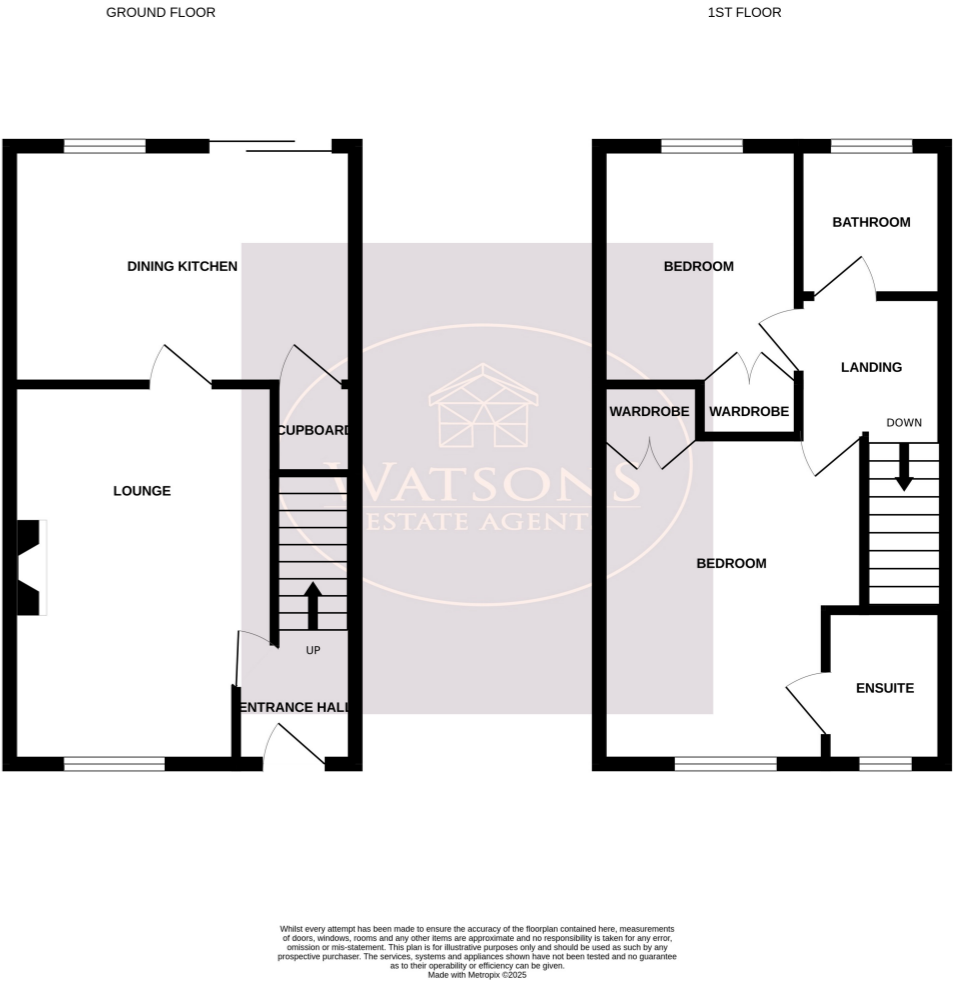 GROUND FLOOR
1ST FLOOR
DINING KITCHEN
CUPBOARD
LOUNGE
UP
ENTRANCE HALL
BATHROOM
BEDROOM
LANDING
WARDROBE
WARDROBE
DOWN
BEDROOM
ENSUITE
WATSONS
ESTATE AGENT
Whilst every attempt has been made to ensure the accuracy of the floorplan contained here, measurements
of doors, windows, rooms and any other items are approximate and no responsibility is taken for any error,
omission or mis-statement. This plan is for illustrative purposes only and should be used as such by any
prospective purchaser. The services, systems and appliances shown have not been tested and no guarantee
as to their operability or efficiency can be given.
Made with Metropix ©2025